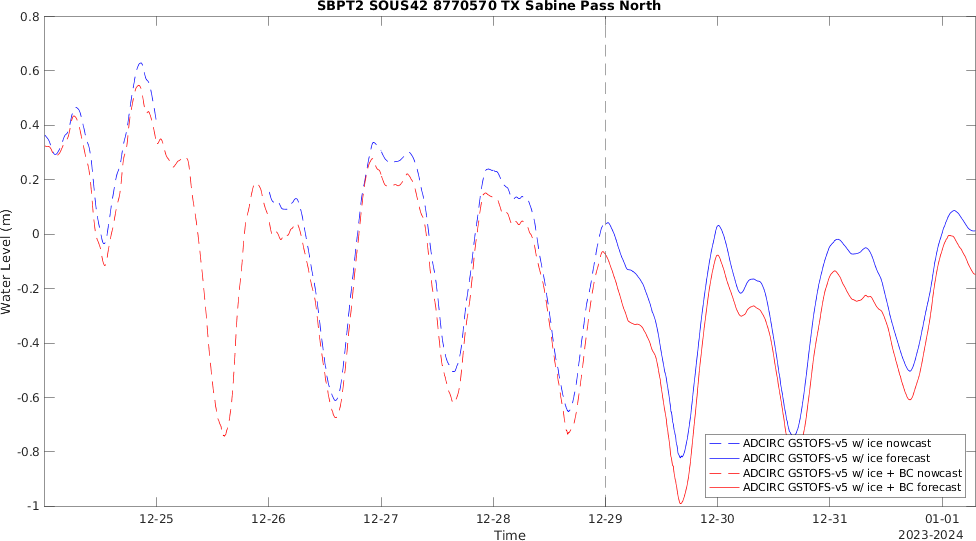 SBPT2 SOUS42 8770570 TX Sabine Pass North
0.8
0.6
0.4
0.2
0
-0.2
-0.4
-0.6
-0.8
-1
Water Level (m)
12-25
12-26
12-27
12-28
12-29
12-30
12-31
01-01
Time
2023-2024
ADCIRC GSTOFS-v5 w/ ice nowcast
ADCIRC GSTOFS-v5 w/ ice forecast
ADCIRC GSTOFS-v5 w/ ice + BC nowcast
ADCIRC GSTOFS-v5 w/ ice + BC forecast